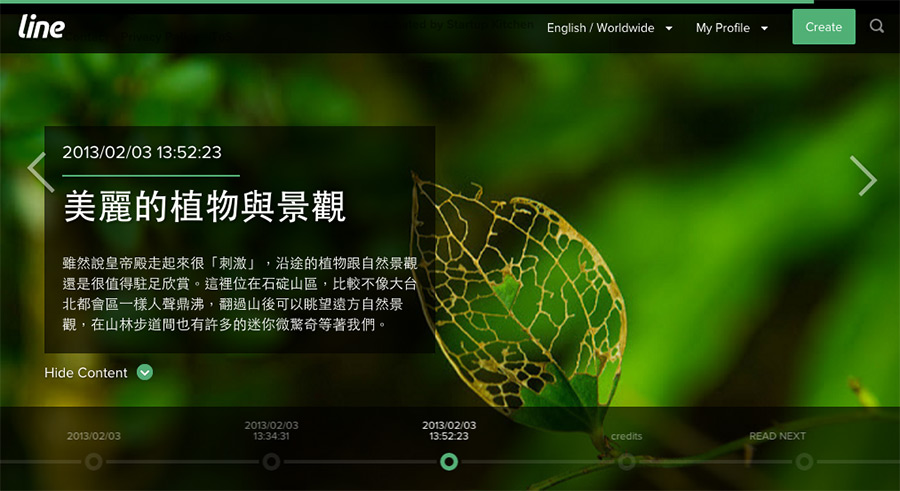 line
English / Worldwide
My Profile
Create
2013/02/03 13:52:23
美麗的植物與景觀
雖然說皇帝殿走起來很「刺激」，沿途的植物跟自然景觀
還是很值得駐足欣賞。這裡位在石碇山區，比較不像大台
北都會區一樣人聲鼎沸，翻過山後可以眺望遠方自然景
觀，在山林步道間也有許多的迷你微驚奇等著我們。
Hide Content
2013/02/03
2013/02/03
13:34:31
2013/02/03
13:52:23
credits
READ NEXT